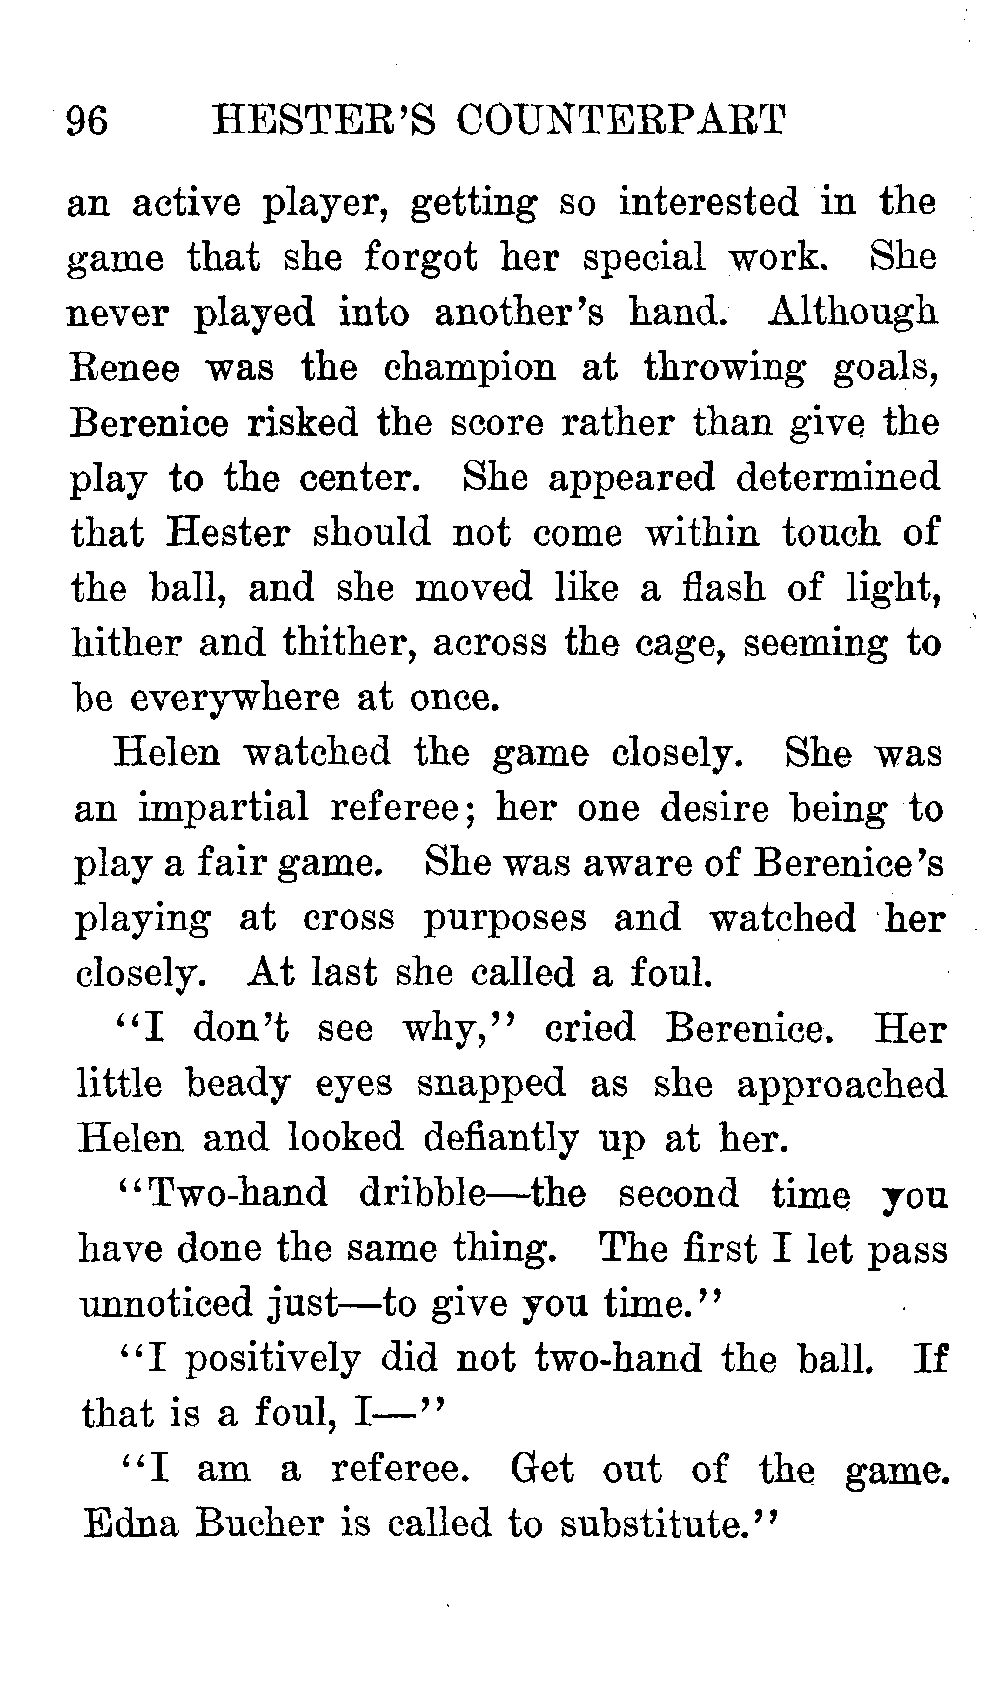 96 HESTER'S COUNTERPART
an active player, getting so interested in the
game that she forgot her special work. She
never played into another's hand. Although
Renee was the champion at throwing goals,
Berenice risked the score rather than give the
play to the center. She appeared determined
that Hester should not come within touch of
the ball, and she moved like a flash of light,
hither and thither, across the cage, seeming to
be everywhere at once.
Helen watched the game closely. She was
an impartial referee; her one desire being to
play a fair game. She was aware of Berenice's
playing at cross purposes and watched her
closely. At last she called a foul.
"I don't see why," cried Berenice. Her
little beady eyes snapped as she approached
Helen and looked defiantly up at her.
"Two-hand dribble—the second time you
have done the same thing. The first I let pass
unnoticed just—to give you time."
"I positively did not two-hand the ball. If
that is a foul, I—"
"I am a referee. Get out of the game.
Edna Bucher is called to substitute."